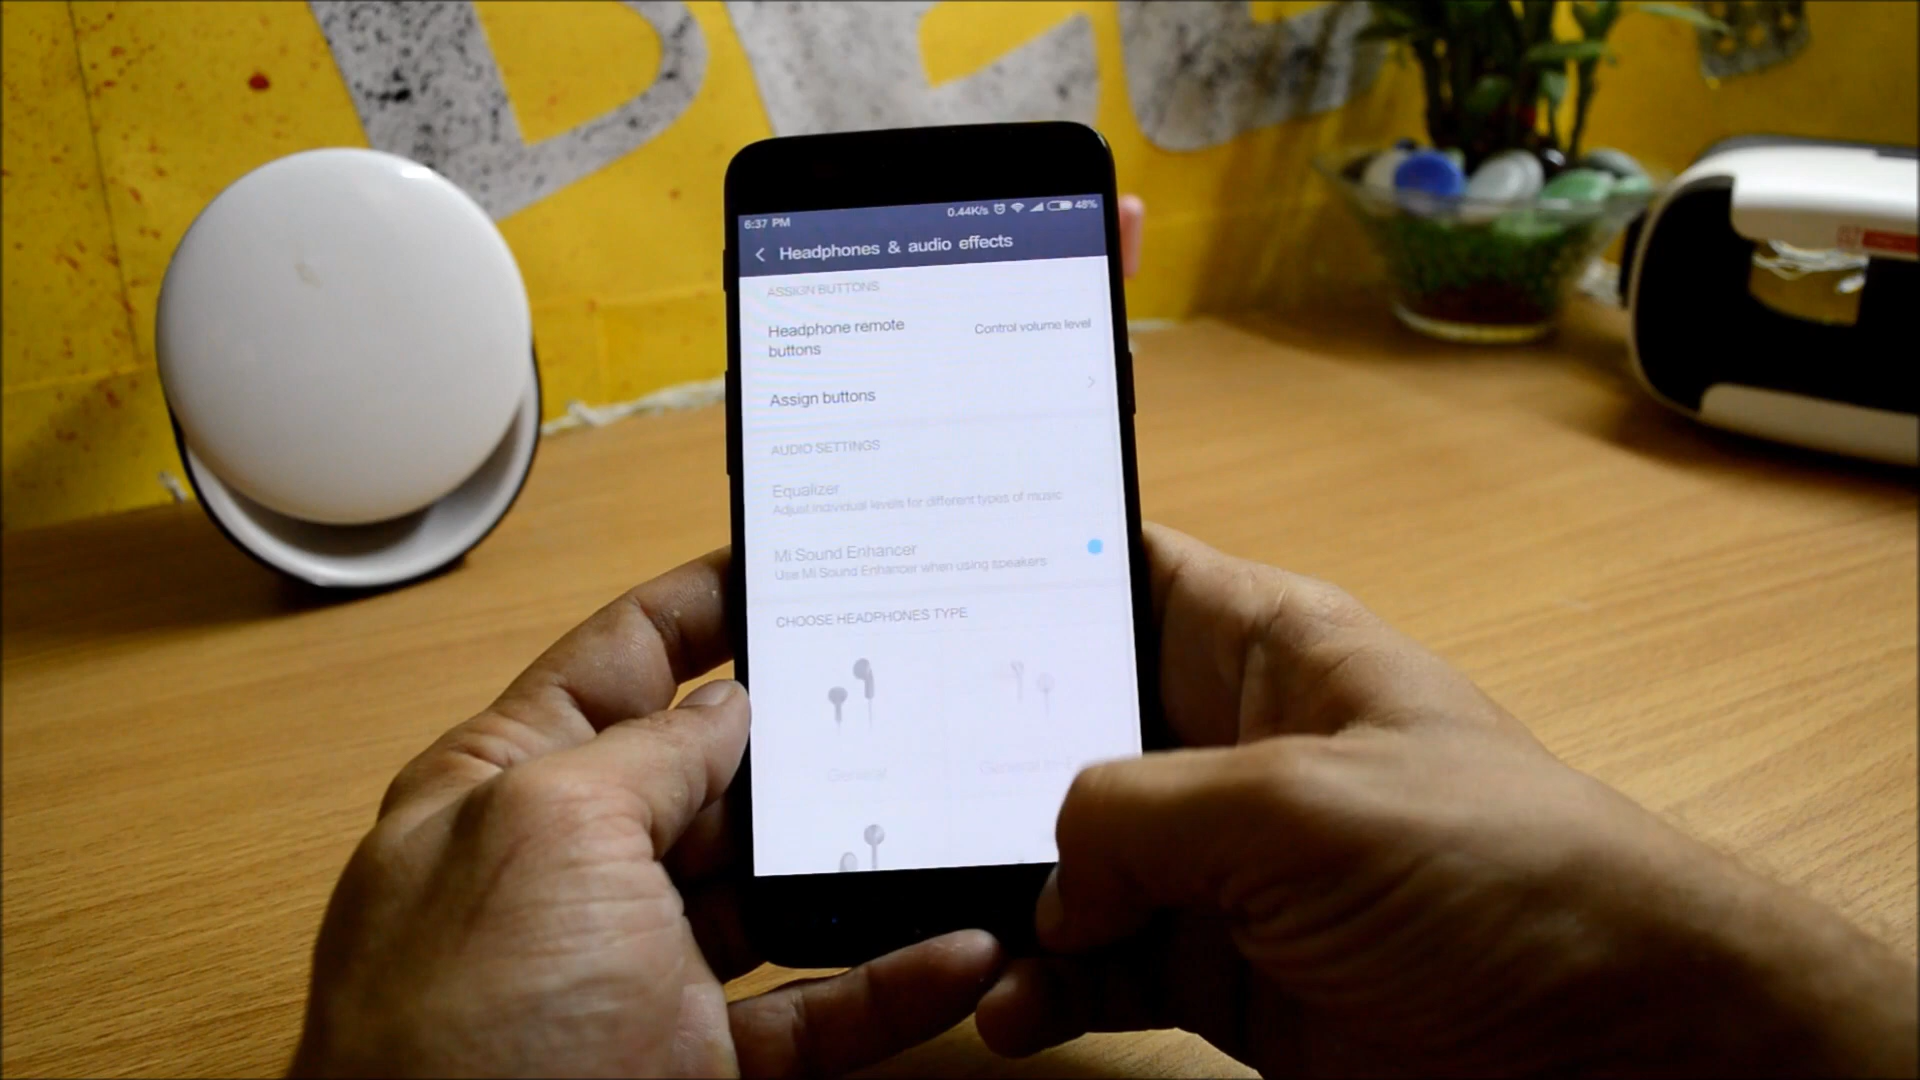 6:37 PM 0.44K/s 48%
Headphones & audio effects
ASSIGN BUTTONS
Headphone remote
buttons
Control volume level
Assign buttons
AUDIO SETTINGS
Equalizer
Adjust individual levels for different types of music
Mi Sound Enhancer
Use Mi Sound Enhancer when using speakers
CHOOSE HEADPHONES TYPE
General
General